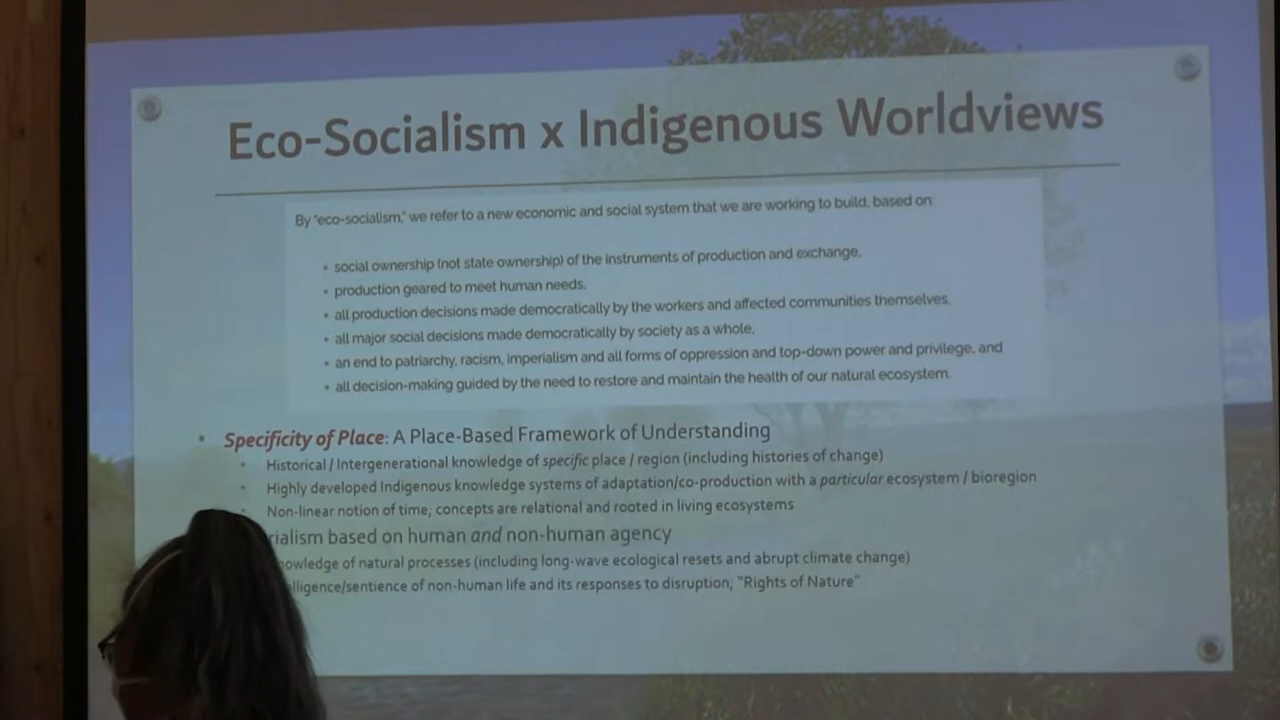 Eco-Socialism x Indigenous Worldviews
By "eco-socialism," we refer to a new economic and social system that we are working to build, based on:
• social ownership (not state ownership) of the instruments of production and exchange,
• production geared to meet human needs,
• all production decisions made democratically by the workers and affected communities themselves,
• all major social decisions made democratically by society as a whole,
• an end to patriarchy, racism, imperialism and all forms of oppression and top-down power and privilege, and
• all decision-making guided by the need to restore and maintain the health of our natural ecosystem.
• Specificity of Place: A Place-Based Framework of Understanding
• Historical / Intergenerational knowledge of specific place / region (including histories of change)
• Highly developed Indigenous knowledge systems of adaptation/co-production with a particular ecosystem / bioregion
• Non-linear notion of time; concepts are relational and rooted in living ecosystems
based on human and non-human agency
of natural processes (including long-wave ecological resets and abrupt climate change)
of non-human life and its responses to disruption; "Rights of Nature"